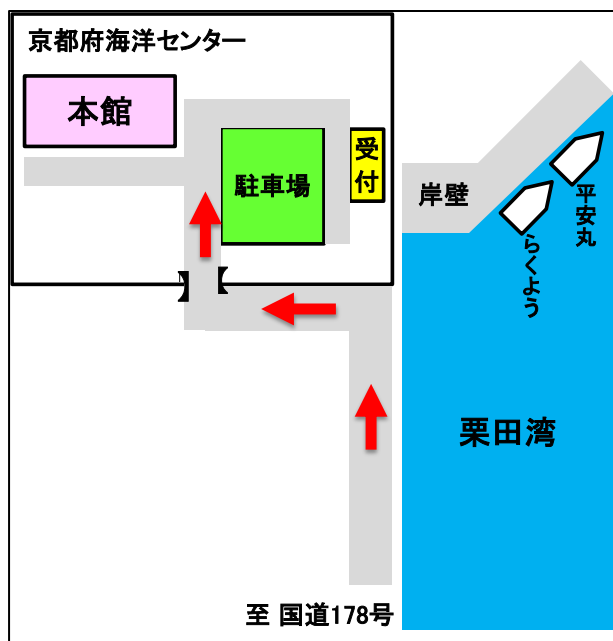 京都府海洋センター
本館
駐車場
受付
岸壁
平安丸
らくよう
栗田湾
至 国道178号